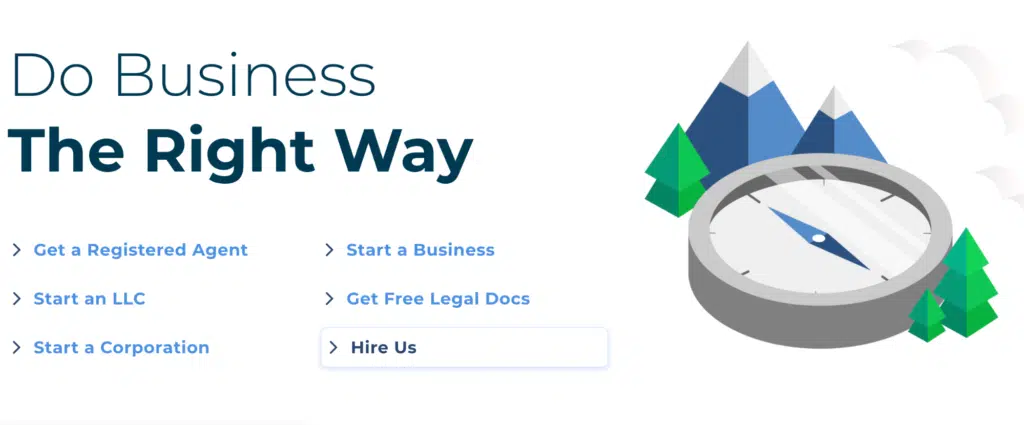 Do Business
The Right Way
Get a Registered Agent
Start an LLC
Start a Corporation
Start a Business
Get Free Legal Docs
Hire Us